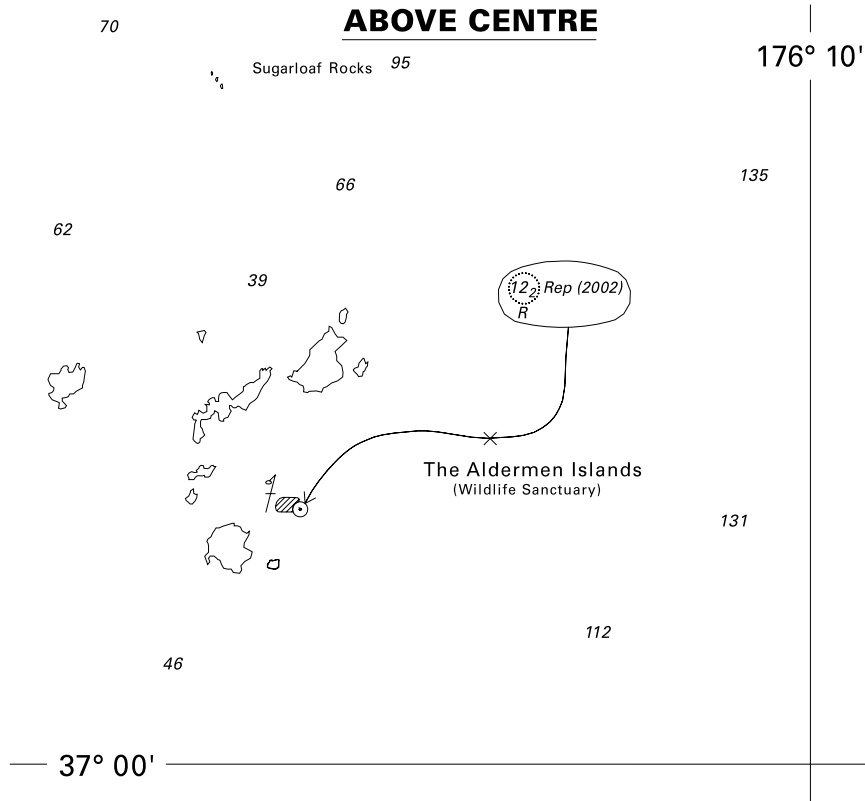 ABOVE CENTRE
70
176° 10'
Sugarloaf Rocks
95
135
66
62
39
12₂ Rep (2002)
R
The Aldermen Islands
(Wildlife Sanctuary)
131
112
46
37° 00'